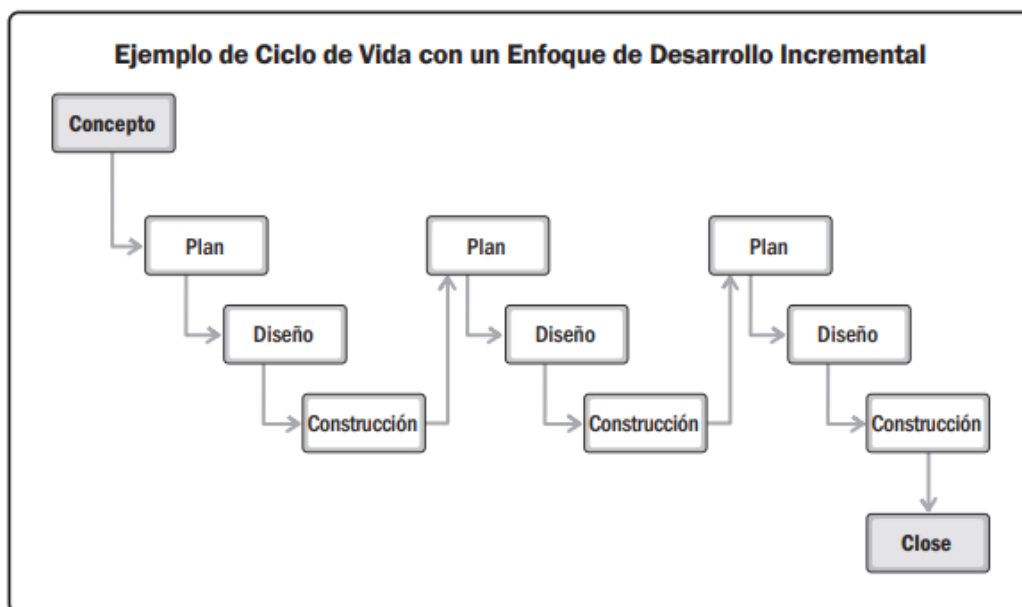 Ejemplo de Ciclo de Vida con un Enfoque de Desarrollo Incremental
Concepto
Plan
Diseño
Construcción
Plan
Diseño
Construcción
Plan
Diseño
Construcción
Close